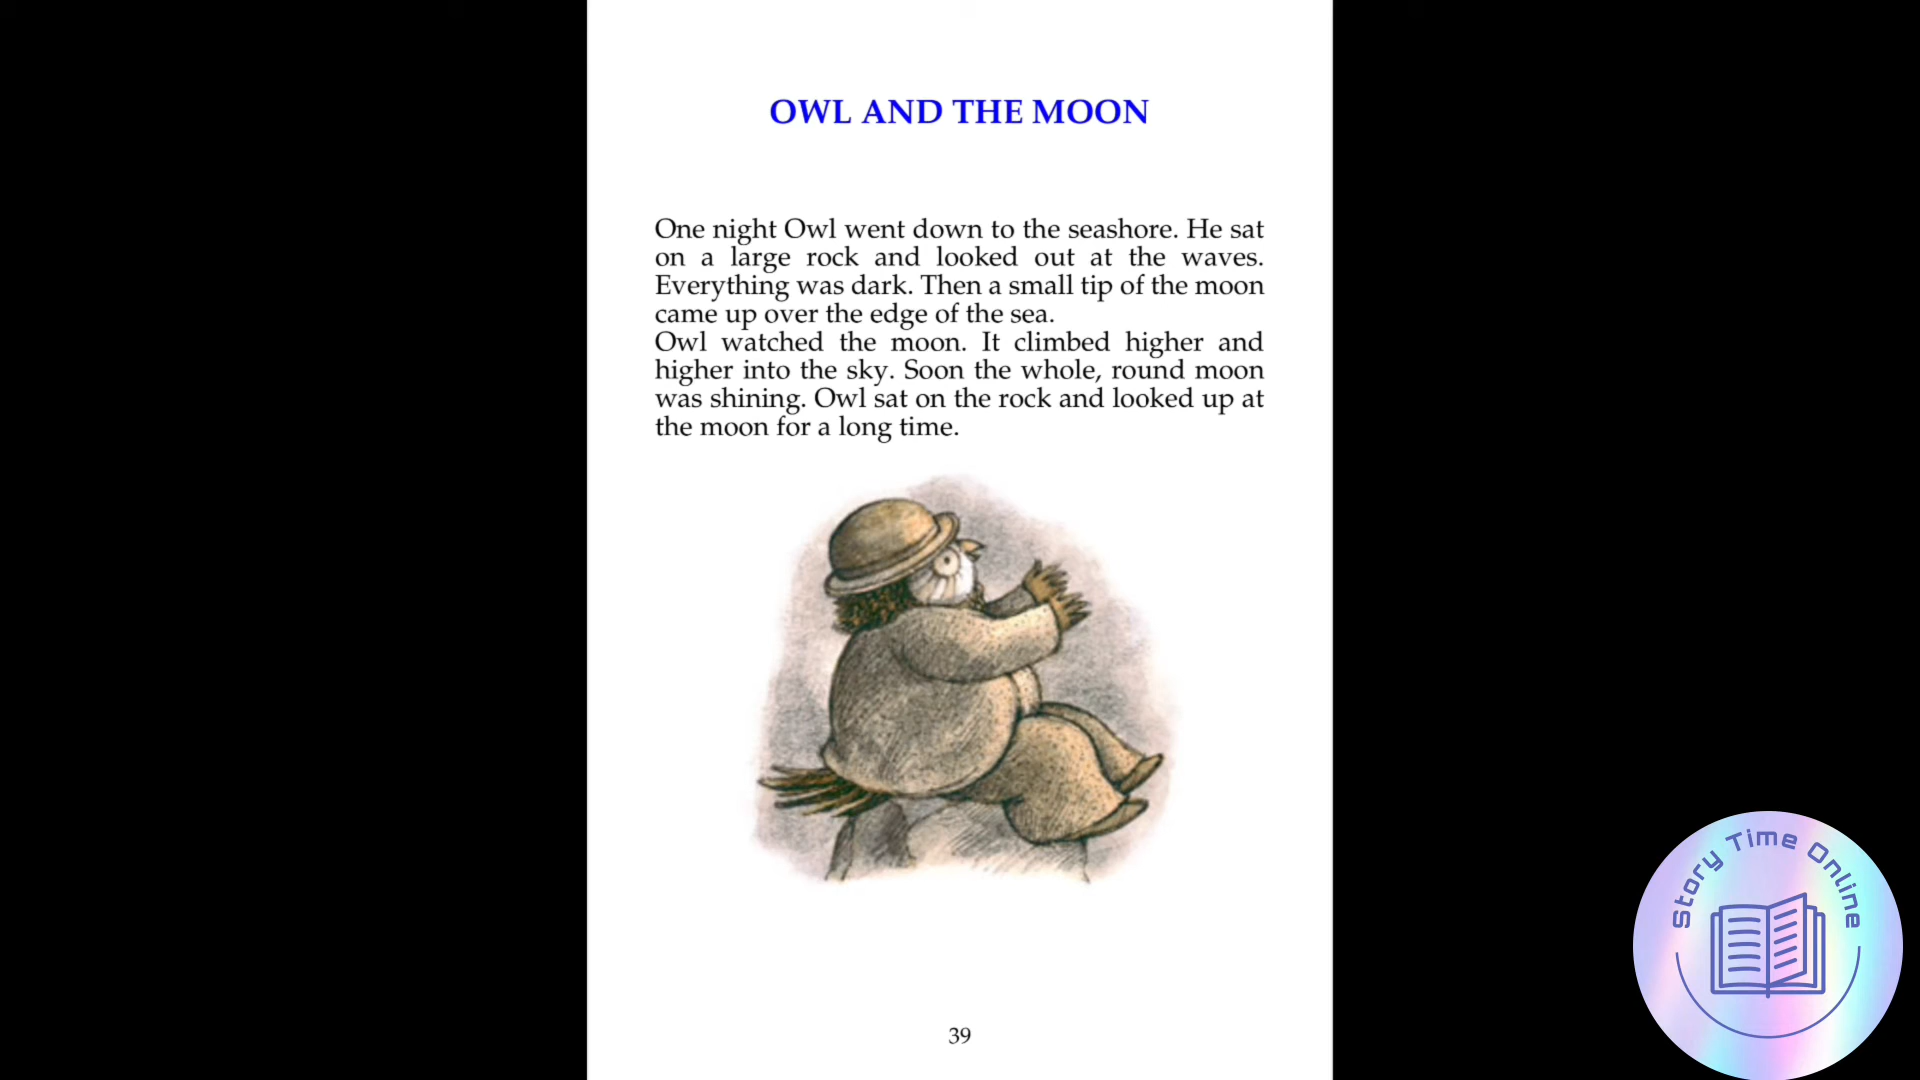 OWL AND THE MOON
One night Owl went down to the seashore. He sat
on a large rock and looked out at the waves.
Everything was dark. Then a small tip of the moon
came up over the edge of the sea.
Owl watched the moon. It climbed higher and
higher into the sky. Soon the whole, round moon
was shining. Owl sat on the rock and looked up at
the moon for a long time.
39
Story Time Online